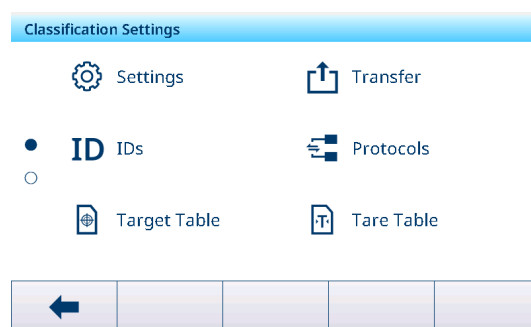 Classification Settings
Settings
Transfer
ID IDs
Protocols
Target Table
T Tare Table